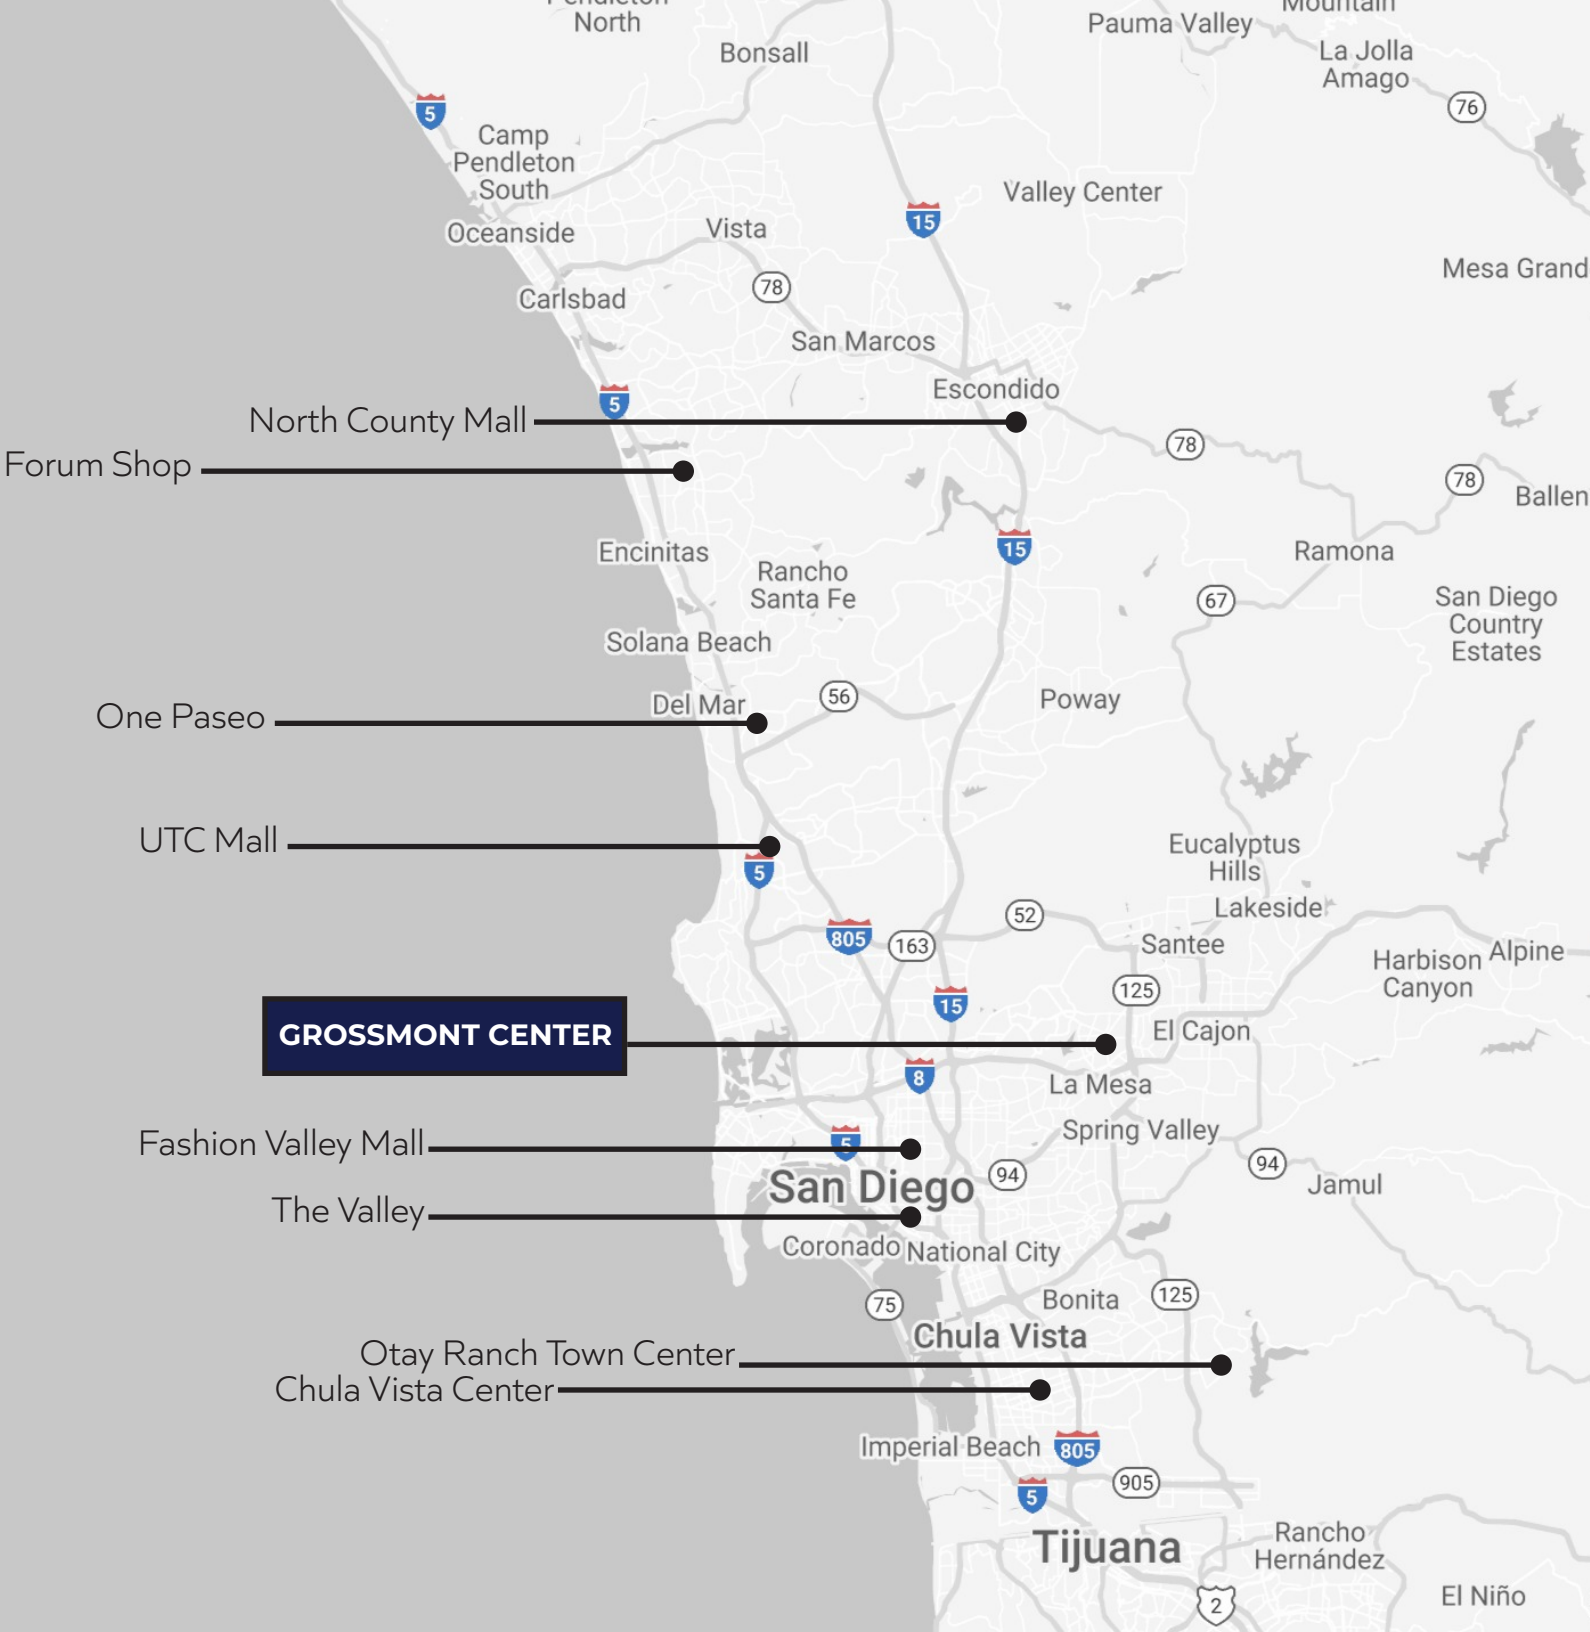 Pendleton
North
Bonsall
Pauma Valley
Mountain
La Jolla
Amago
76
5
Camp
Pendleton
South
Valley Center
15
Oceanside
Vista
Mesa Grand
78
Carlsbad
San Marcos
Escondido
5
North County Mall
78
Forum Shop
78
Ballen
15
Encinitas
Ramona
Rancho
Santa Fe
67
San Diego
Country
Estates
Solana Beach
56
Del Mar
Poway
One Paseo
UTC Mall
5
Eucalyptus
Hills
Lakeside
52
805
163
Santee
Harbison
Canyon
Alpine
125
15
GROSSMONT CENTER
El Cajon
8
La Mesa
Spring Valley
Fashion Valley Mall
5
94
94
San Diego
Jamul
The Valley
Coronado
National City
75
Bonita
125
Chula Vista
Otay Ranch Town Center
Chula Vista Center
Imperial Beach
805
905
5
Tijuana
Rancho
Hernández
2
El Niño